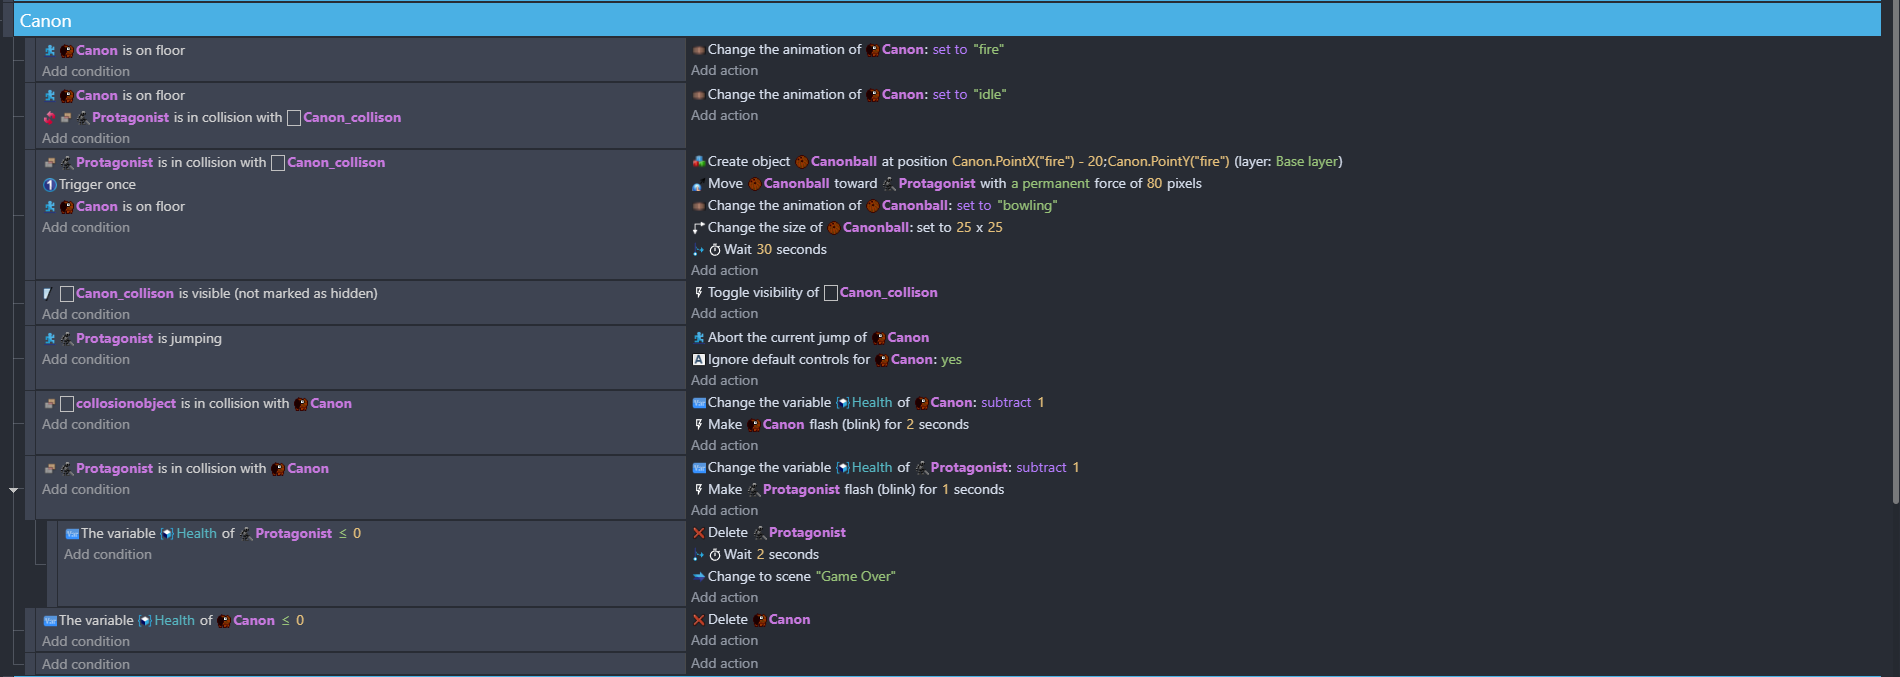 Canon
Canon is on floor
Change the animation of Canon: set to "fire"
Add condition
Add action
Canon is on floor
Change the animation of Canon: set to "idle"
Protagonist is in collision with Canon_collison
Add action
Add condition
Protagonist is in collision with Canon_collison
Create object Canonball at position Canon.PointX("fire") - 20;Canon.PointY("fire") (layer: Base layer)
1 Trigger once
Move Canonball toward Protagonist with a permanent force of 80 pixels
Canon is on floor
Change the animation of Canonball: set to "bowling"
Add condition
Change the size of Canonball: set to 25 x 25
Wait 30 seconds
Add action
Canon_collison is visible (not marked as hidden)
Toggle visibility of Canon_collison
Add condition
Add action
Protagonist is jumping
Abort the current jump of Canon
Add condition
A Ignore default controls for Canon: yes
Add action
collosionobject is in collision with Canon
Var Change the variable Health of Canon: subtract 1
Add condition
Make Canon flash (blink) for 2 seconds
Add action
Protagonist is in collision with Canon
Var Change the variable Health of Protagonist: subtract 1
Add condition
Make Protagonist flash (blink) for 1 seconds
Add action
Var The variable Health of Protagonist ≤ 0
Delete Protagonist
Add condition
Wait 2 seconds
Change to scene "Game Over"
Add action
Var The variable Health of Canon ≤ 0
Delete Canon
Add condition
Add action
Add condition
Add action